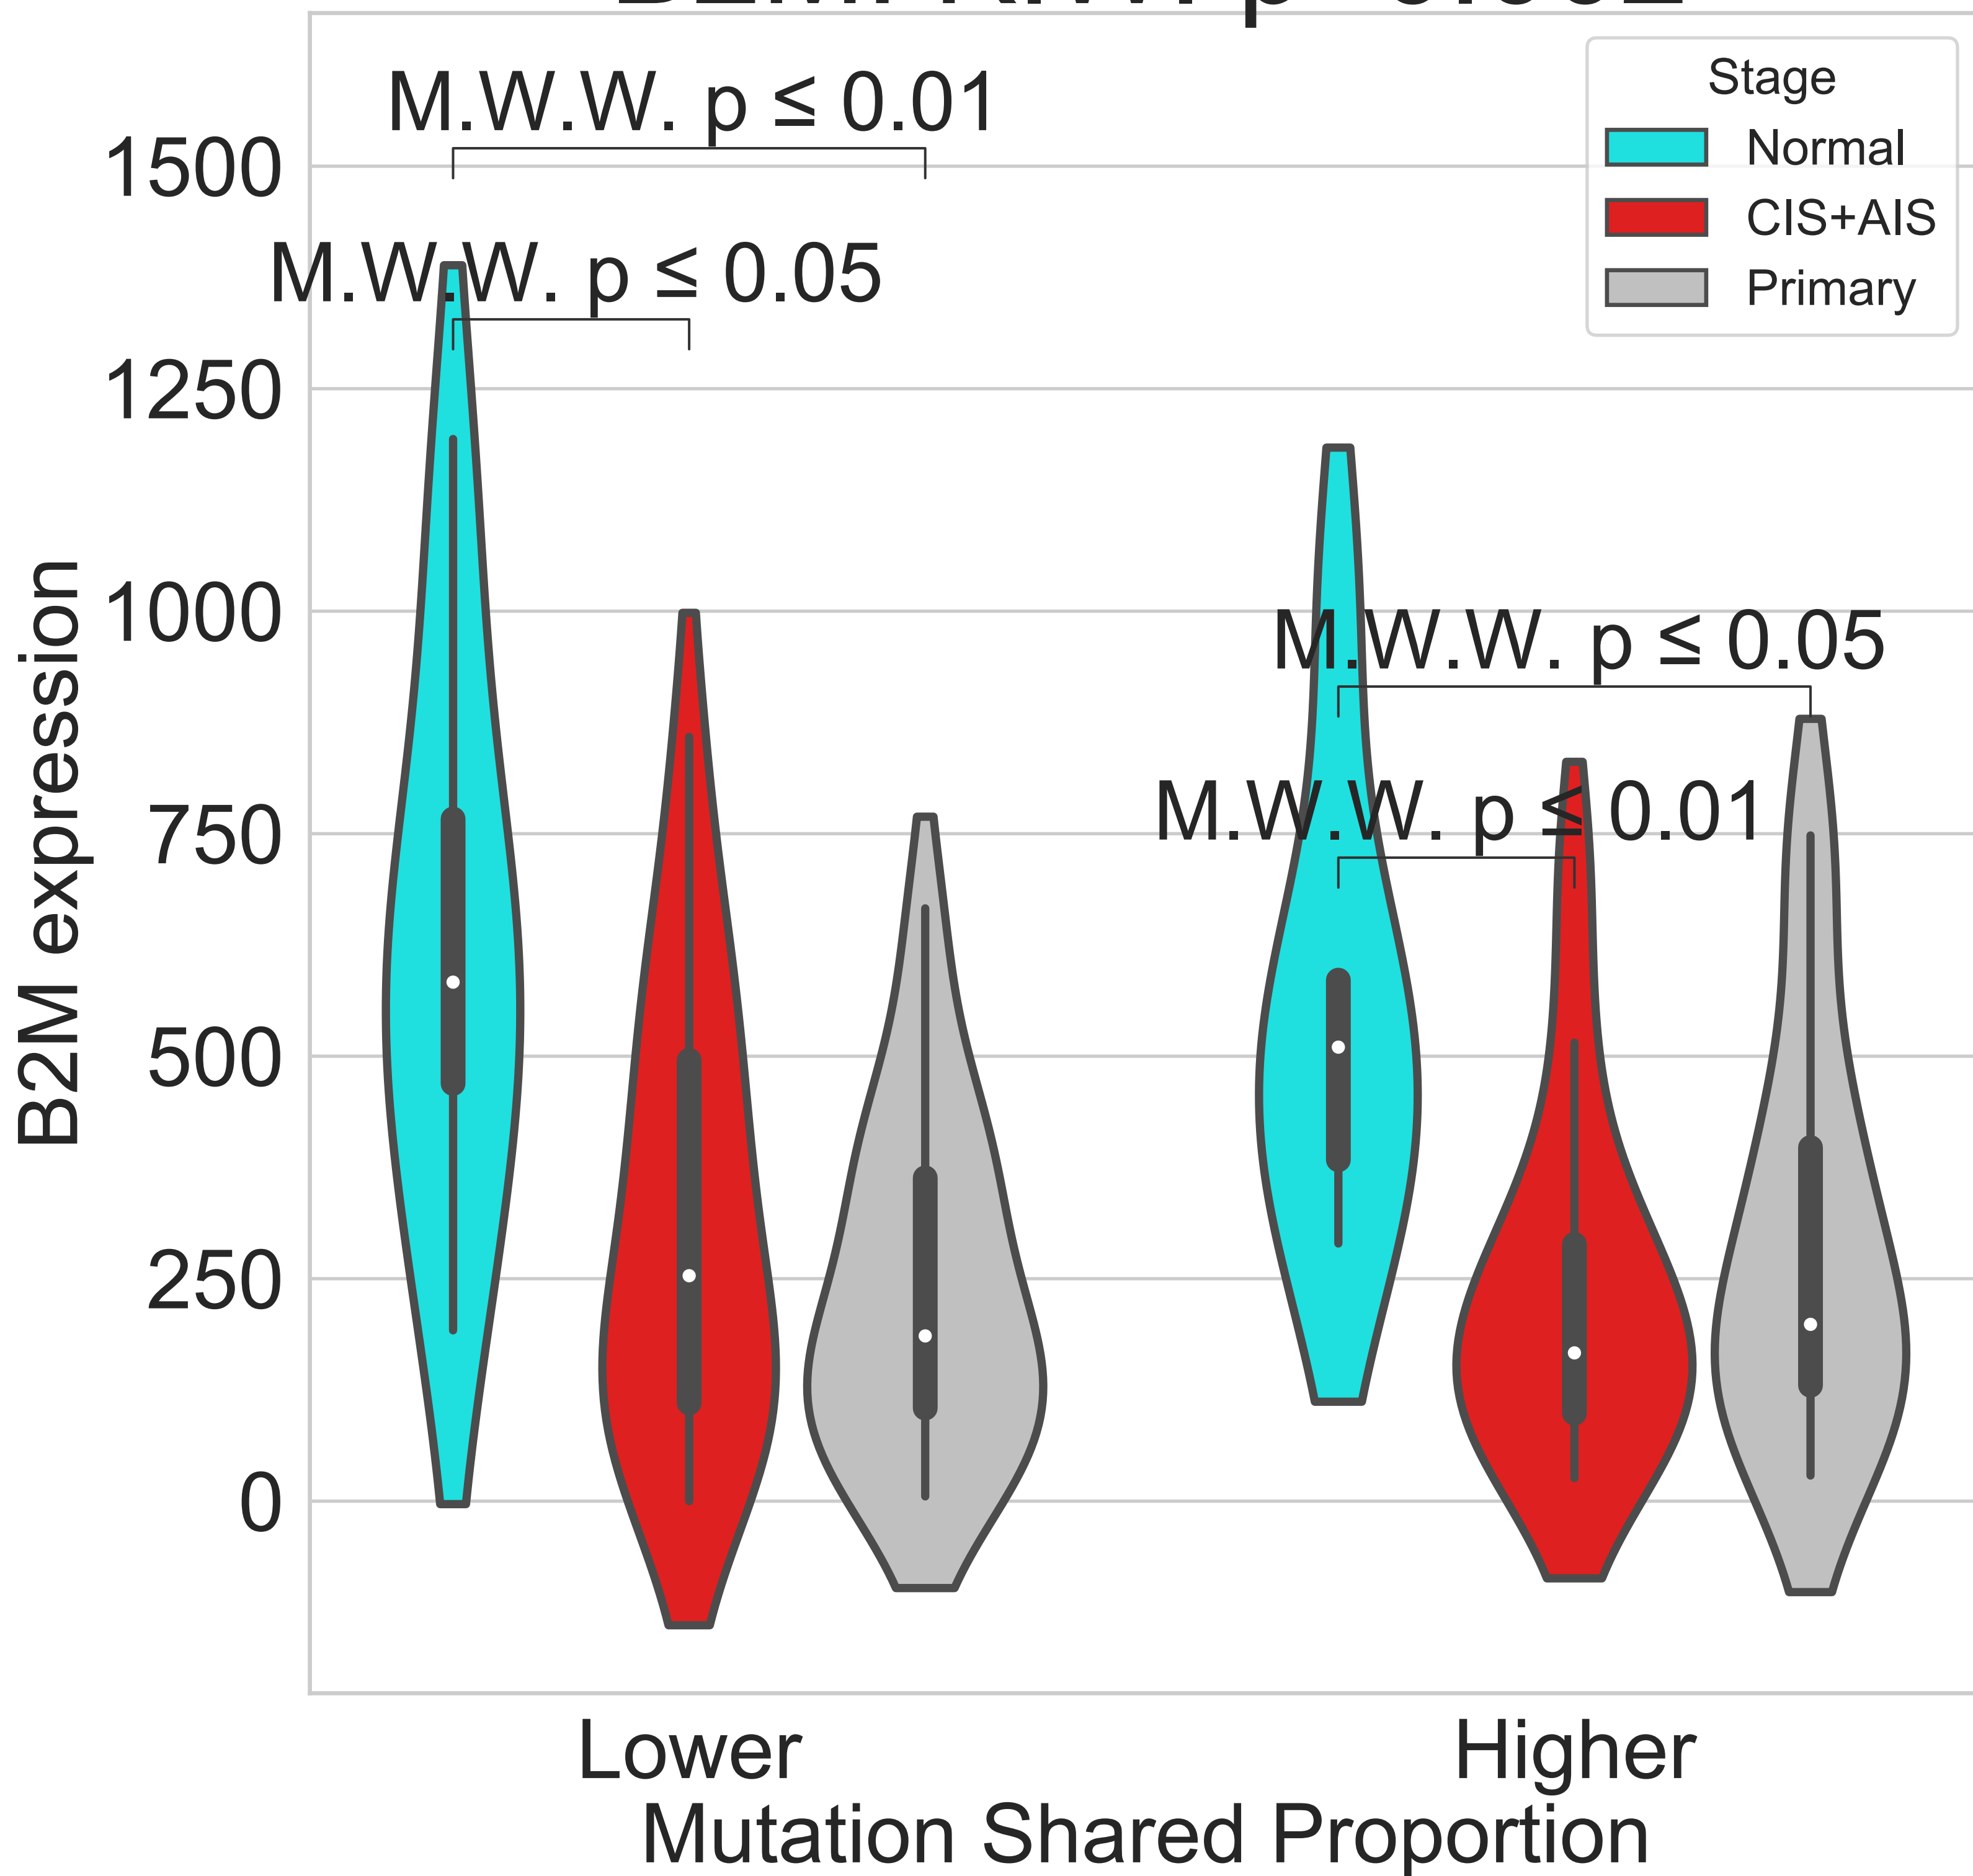 M.W.W. p ≤ 0.01
Stage
Normal
CIS+AIS
Primary
1500
M.W.W. p ≤ 0.05
1250
1000
M.W.W. p ≤ 0.05
750
M.W.W. p ≤ 0.01
500
250
0
B2M expression
Lower
Higher
Mutation Shared Proportion